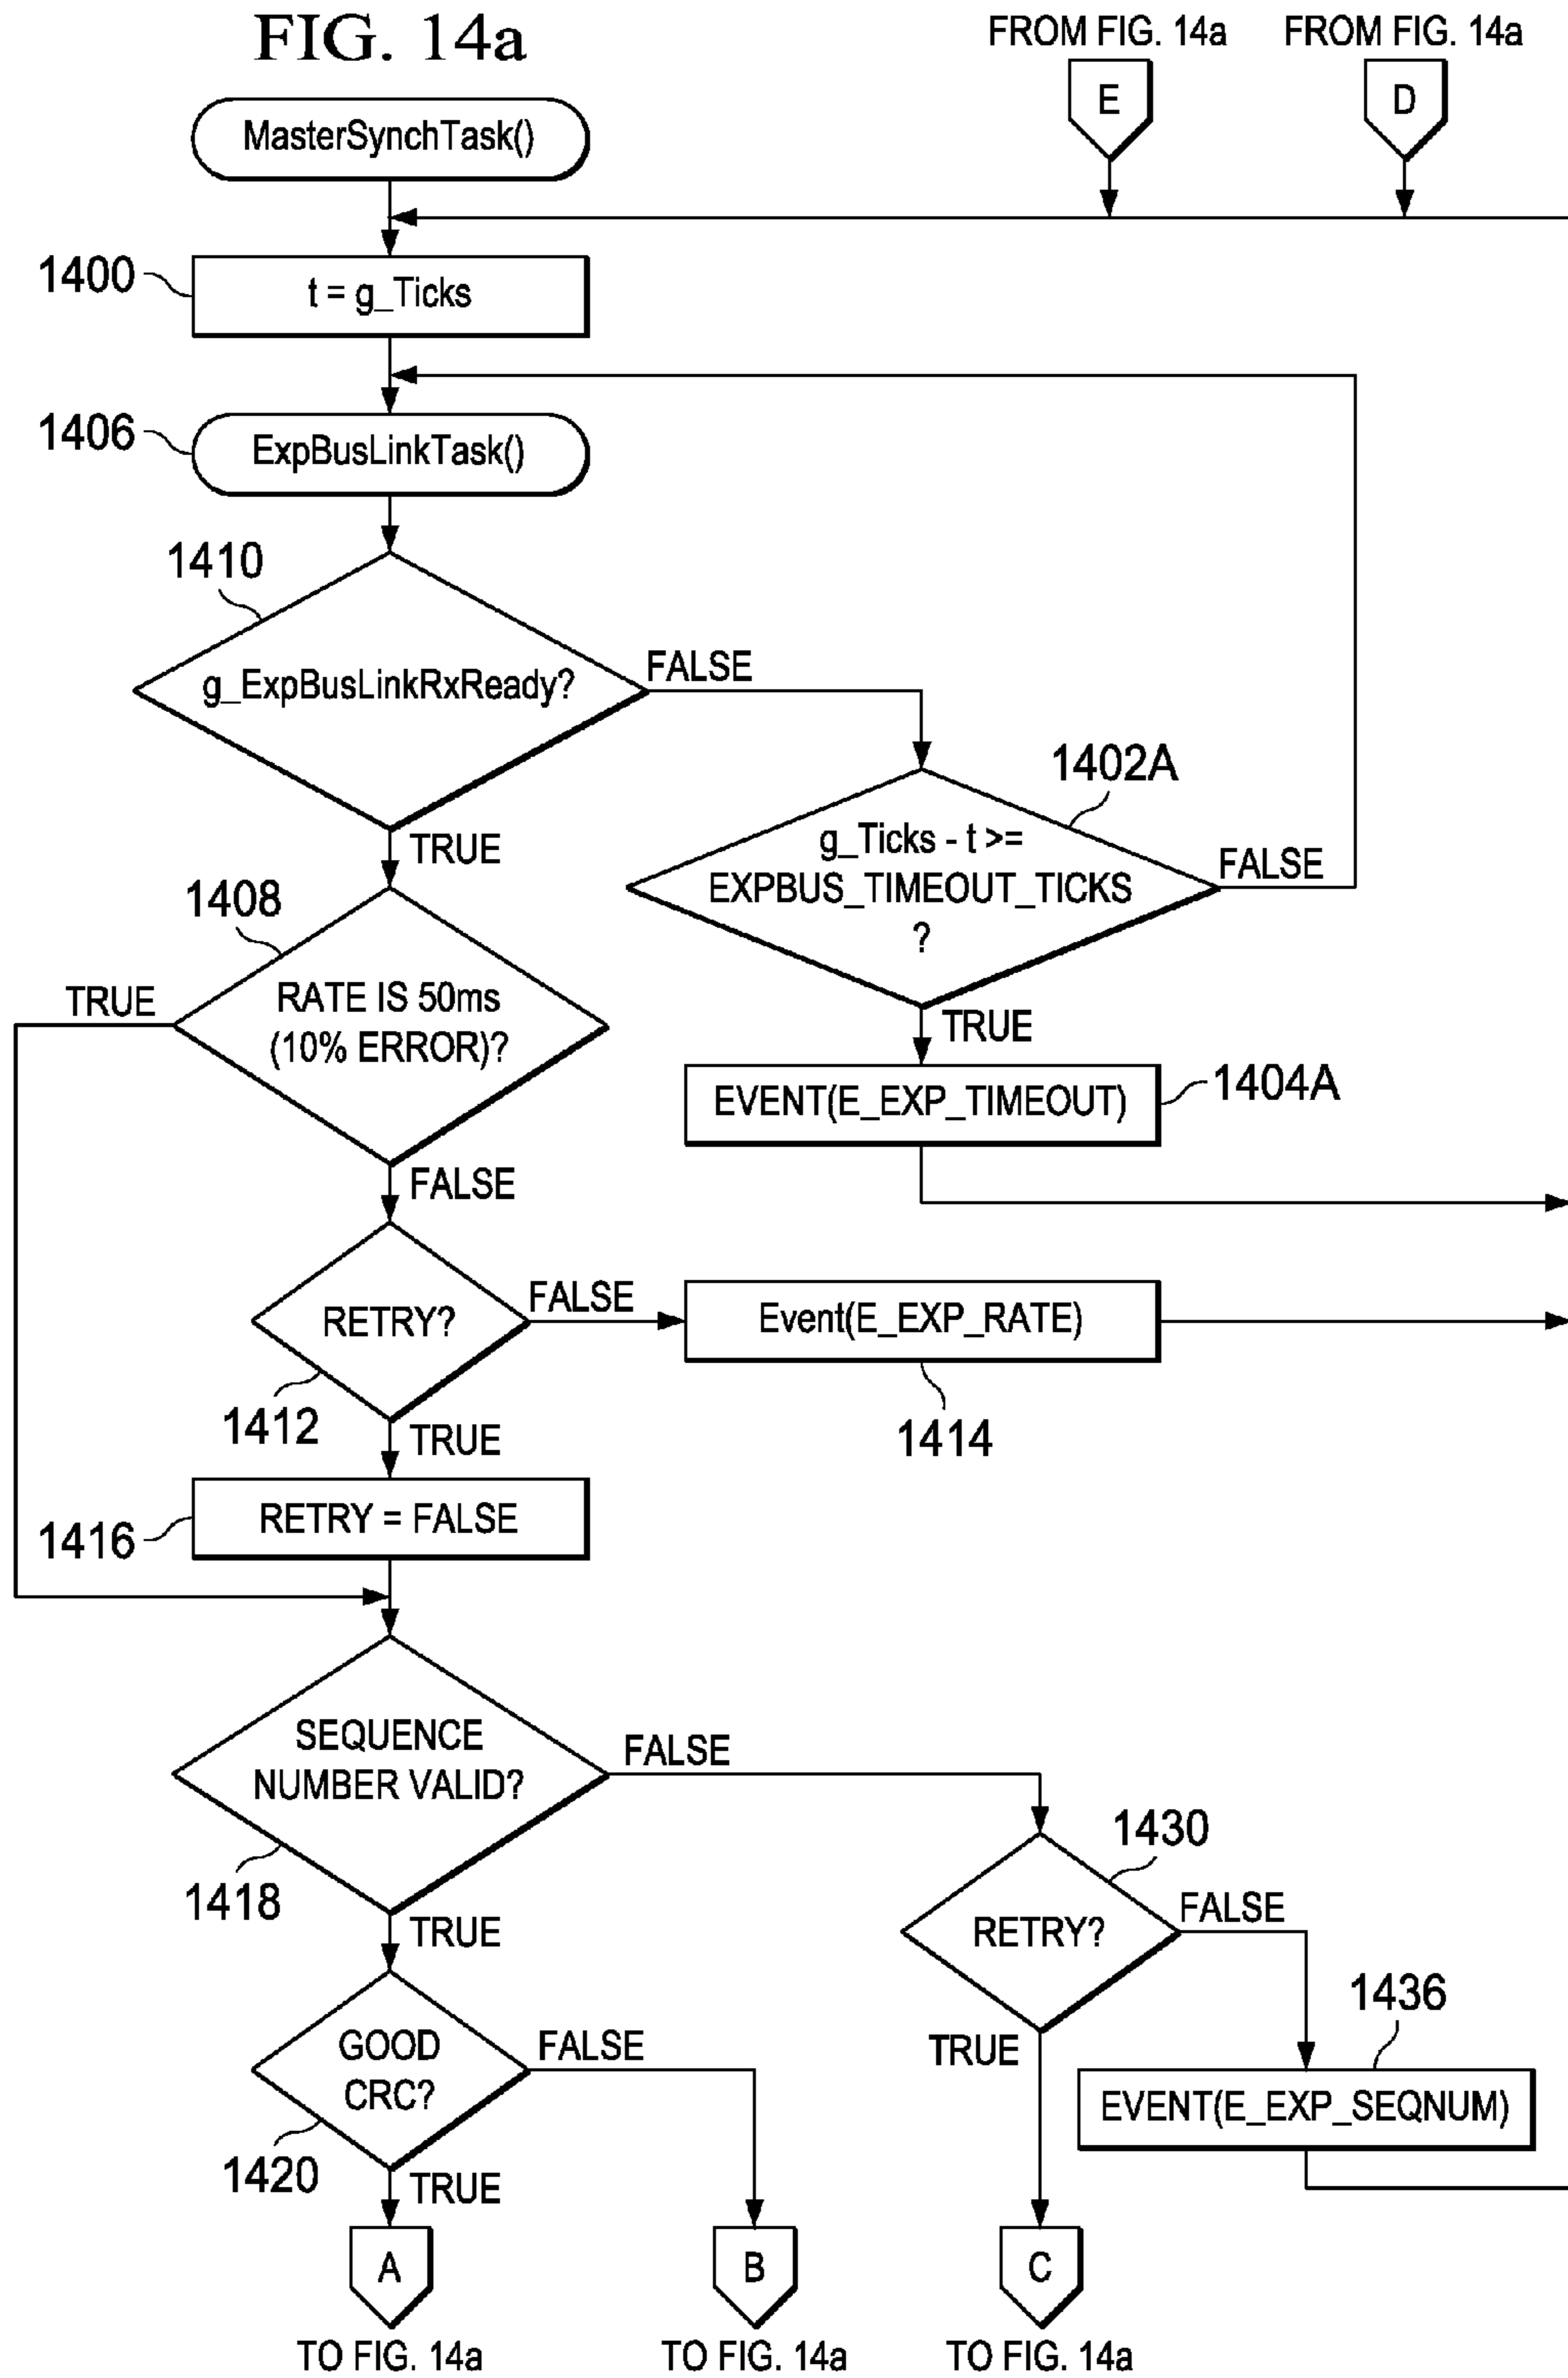 FIG. 14a
FROM FIG. 14a
FROM FIG. 14a
E
D
MasterSynchTask()
1400
t = g_Ticks
1406
ExpBusLinkTask()
1410
g_ExpBusLinkRxReady?
FALSE
TRUE
1402A
g_Ticks - t >=
EXPBUS_TIMEOUT_TICKS
?
FALSE
TRUE
1408
TRUE
RATE IS 50ms
(10% ERROR)?
FALSE
EVENT(E_EXP_TIMEOUT)
1404A
RETRY?
FALSE
Event(E_EXP_RATE)
1412
TRUE
1414
1416
RETRY = FALSE
SEQUENCE
NUMBER VALID?
FALSE
1418
TRUE
1430
RETRY?
FALSE
TRUE
1436
EVENT(E_EXP_SEQNUM)
GOOD
CRC?
FALSE
1420
TRUE
A
B
C
TO FIG. 14a
TO FIG. 14a
TO FIG. 14a